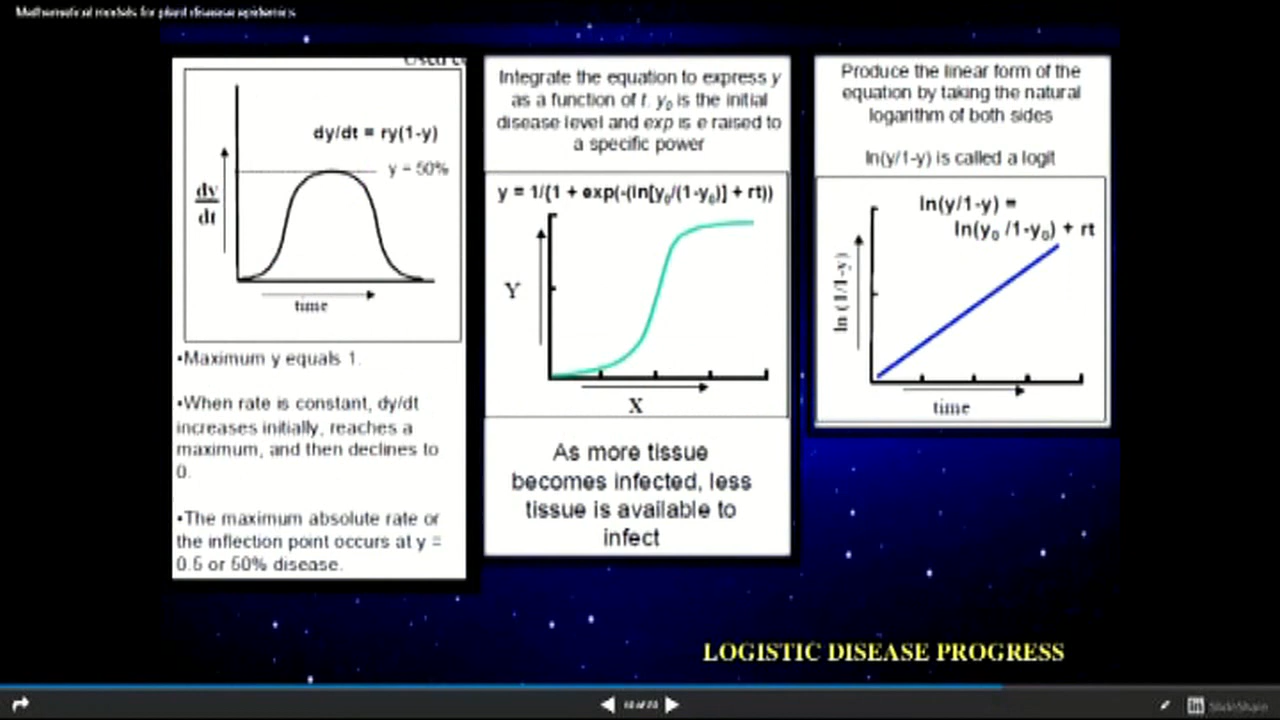 Mathematical models for plant disease epidemics
dy/dt = ry(1-y)
y = 50%
dy
dt
time
•Maximum y equals 1.
•When rate is constant, dy/dt
increases initially, reaches a
maximum, and then declines to
0.
•The maximum absolute rate or
the inflection point occurs at y =
0.5 or 50% disease.
Integrate the equation to express y
as a function of t. y₀ is the initial
disease level and exp is e raised to
a specific power
y = 1/(1 + exp(-(ln[y₀/(1-y₀)] + rt))
Y
X
As more tissue
becomes infected, less
tissue is available to
infect
Produce the linear form of the
equation by taking the natural
logarithm of both sides
ln(y/1-y) is called a logit
ln(y/1-y) =
ln(y₀ /1-y₀) + rt
ln (1/1-y)
time
LOGISTIC DISEASE PROGRESS
in SlideShare